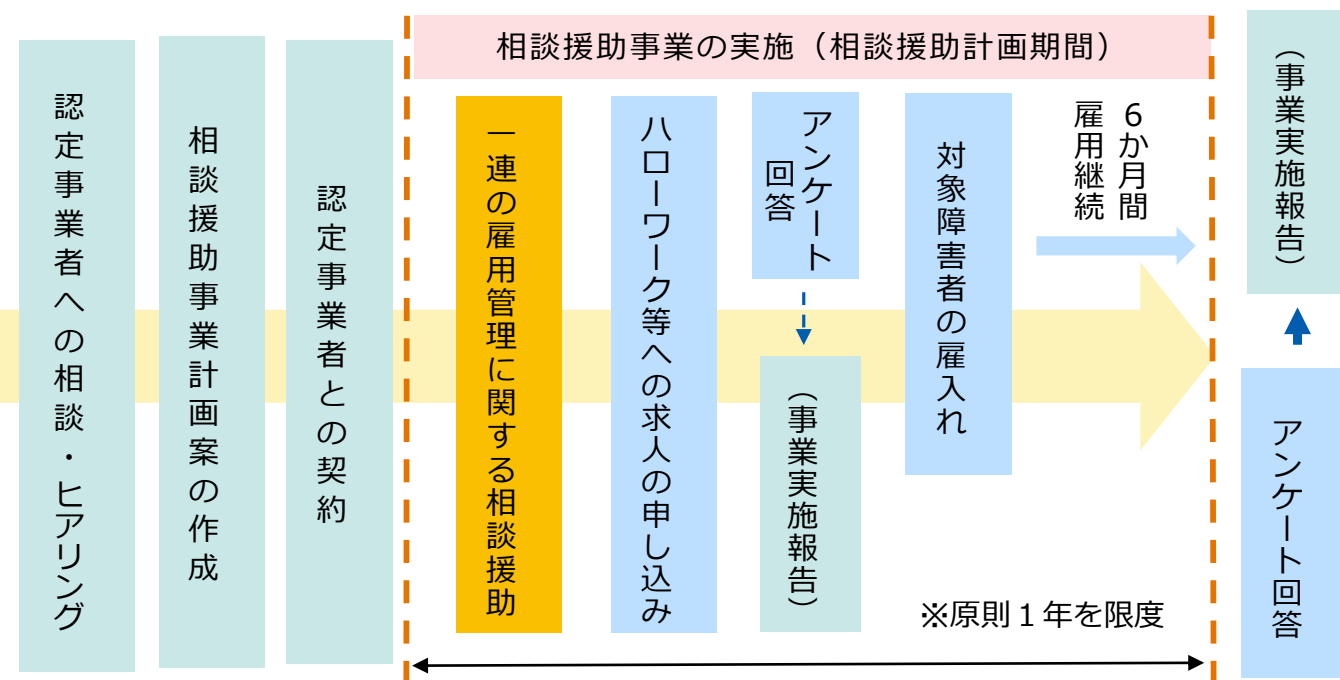 認定事業者への相談・ヒアリング
相談援助事業計画案の作成
認定事業者との契約
相談援助事業の実施（相談援助計画期間）
一連の雇用管理に関する相談援助
ハローワーク等への求人の申し込み
アンケート
回答
（事業実施報告）
対象障害者の雇入れ
６か月間
雇用継続
※原則１年を限度
（事業実施報告）
アンケート回答